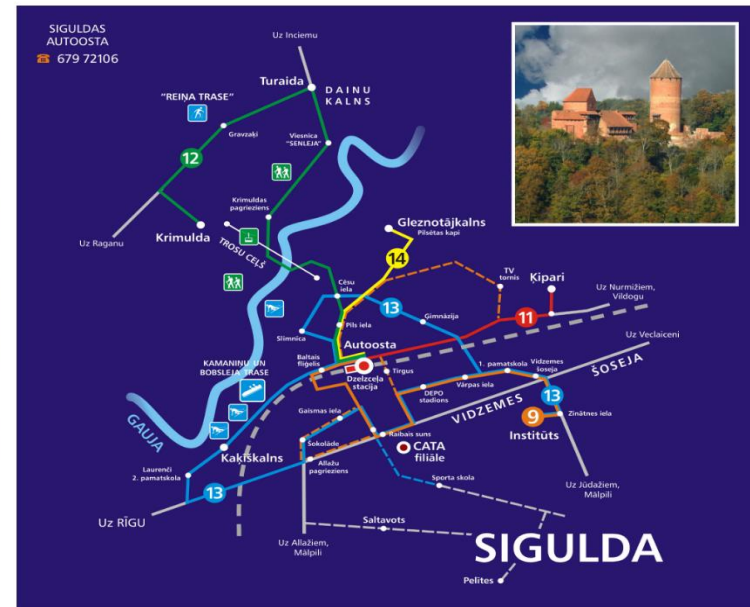 SIGULDAS
AUTOOSTA
☎ 679 72106
Uz Inciemu
Turaida
DAINU
KALNS
"REIŅA TRASE"
Gravzaķi
Viesnica
"SENLEJA"
12
Krimuldas
pagrieziens
Uz Raganu
Krimulda
TROSU CEĻŠ
Gleznotājkalns
Pilsētas kapi
14
TV
tornis
Ķipari
Uz Nurmižiem,
Vildogu
Cēsu
iela
13
Ģimnāzija
11
Slimnīca
Pils iela
Uz Veclaiceni
Autoosta
Baltais
fliģelis
Dzelzceļa
stacija
Tirgus
1. pamatskola
Vidzemes
šoseja
ŠOSEJA
KAMANIŅU UN
BOBSLEJA TRASE
DEPO
stadions
Vārpas iela
13
VIDZEMES
9
Zinātnes iela
Institūts
Gaismas iela
GAUJA
Šokolāde
Raibais suns
CATA
filiāle
Kaķīškalns
Laurenči
2. pamatskola
Allažu
pagrieziens
13
Sporta skola
Uz Jūdažiem,
Mālpili
Uz RĪGU
Saltavots
Uz Allažiem,
Mālpili
SIGULDA
Pelītes